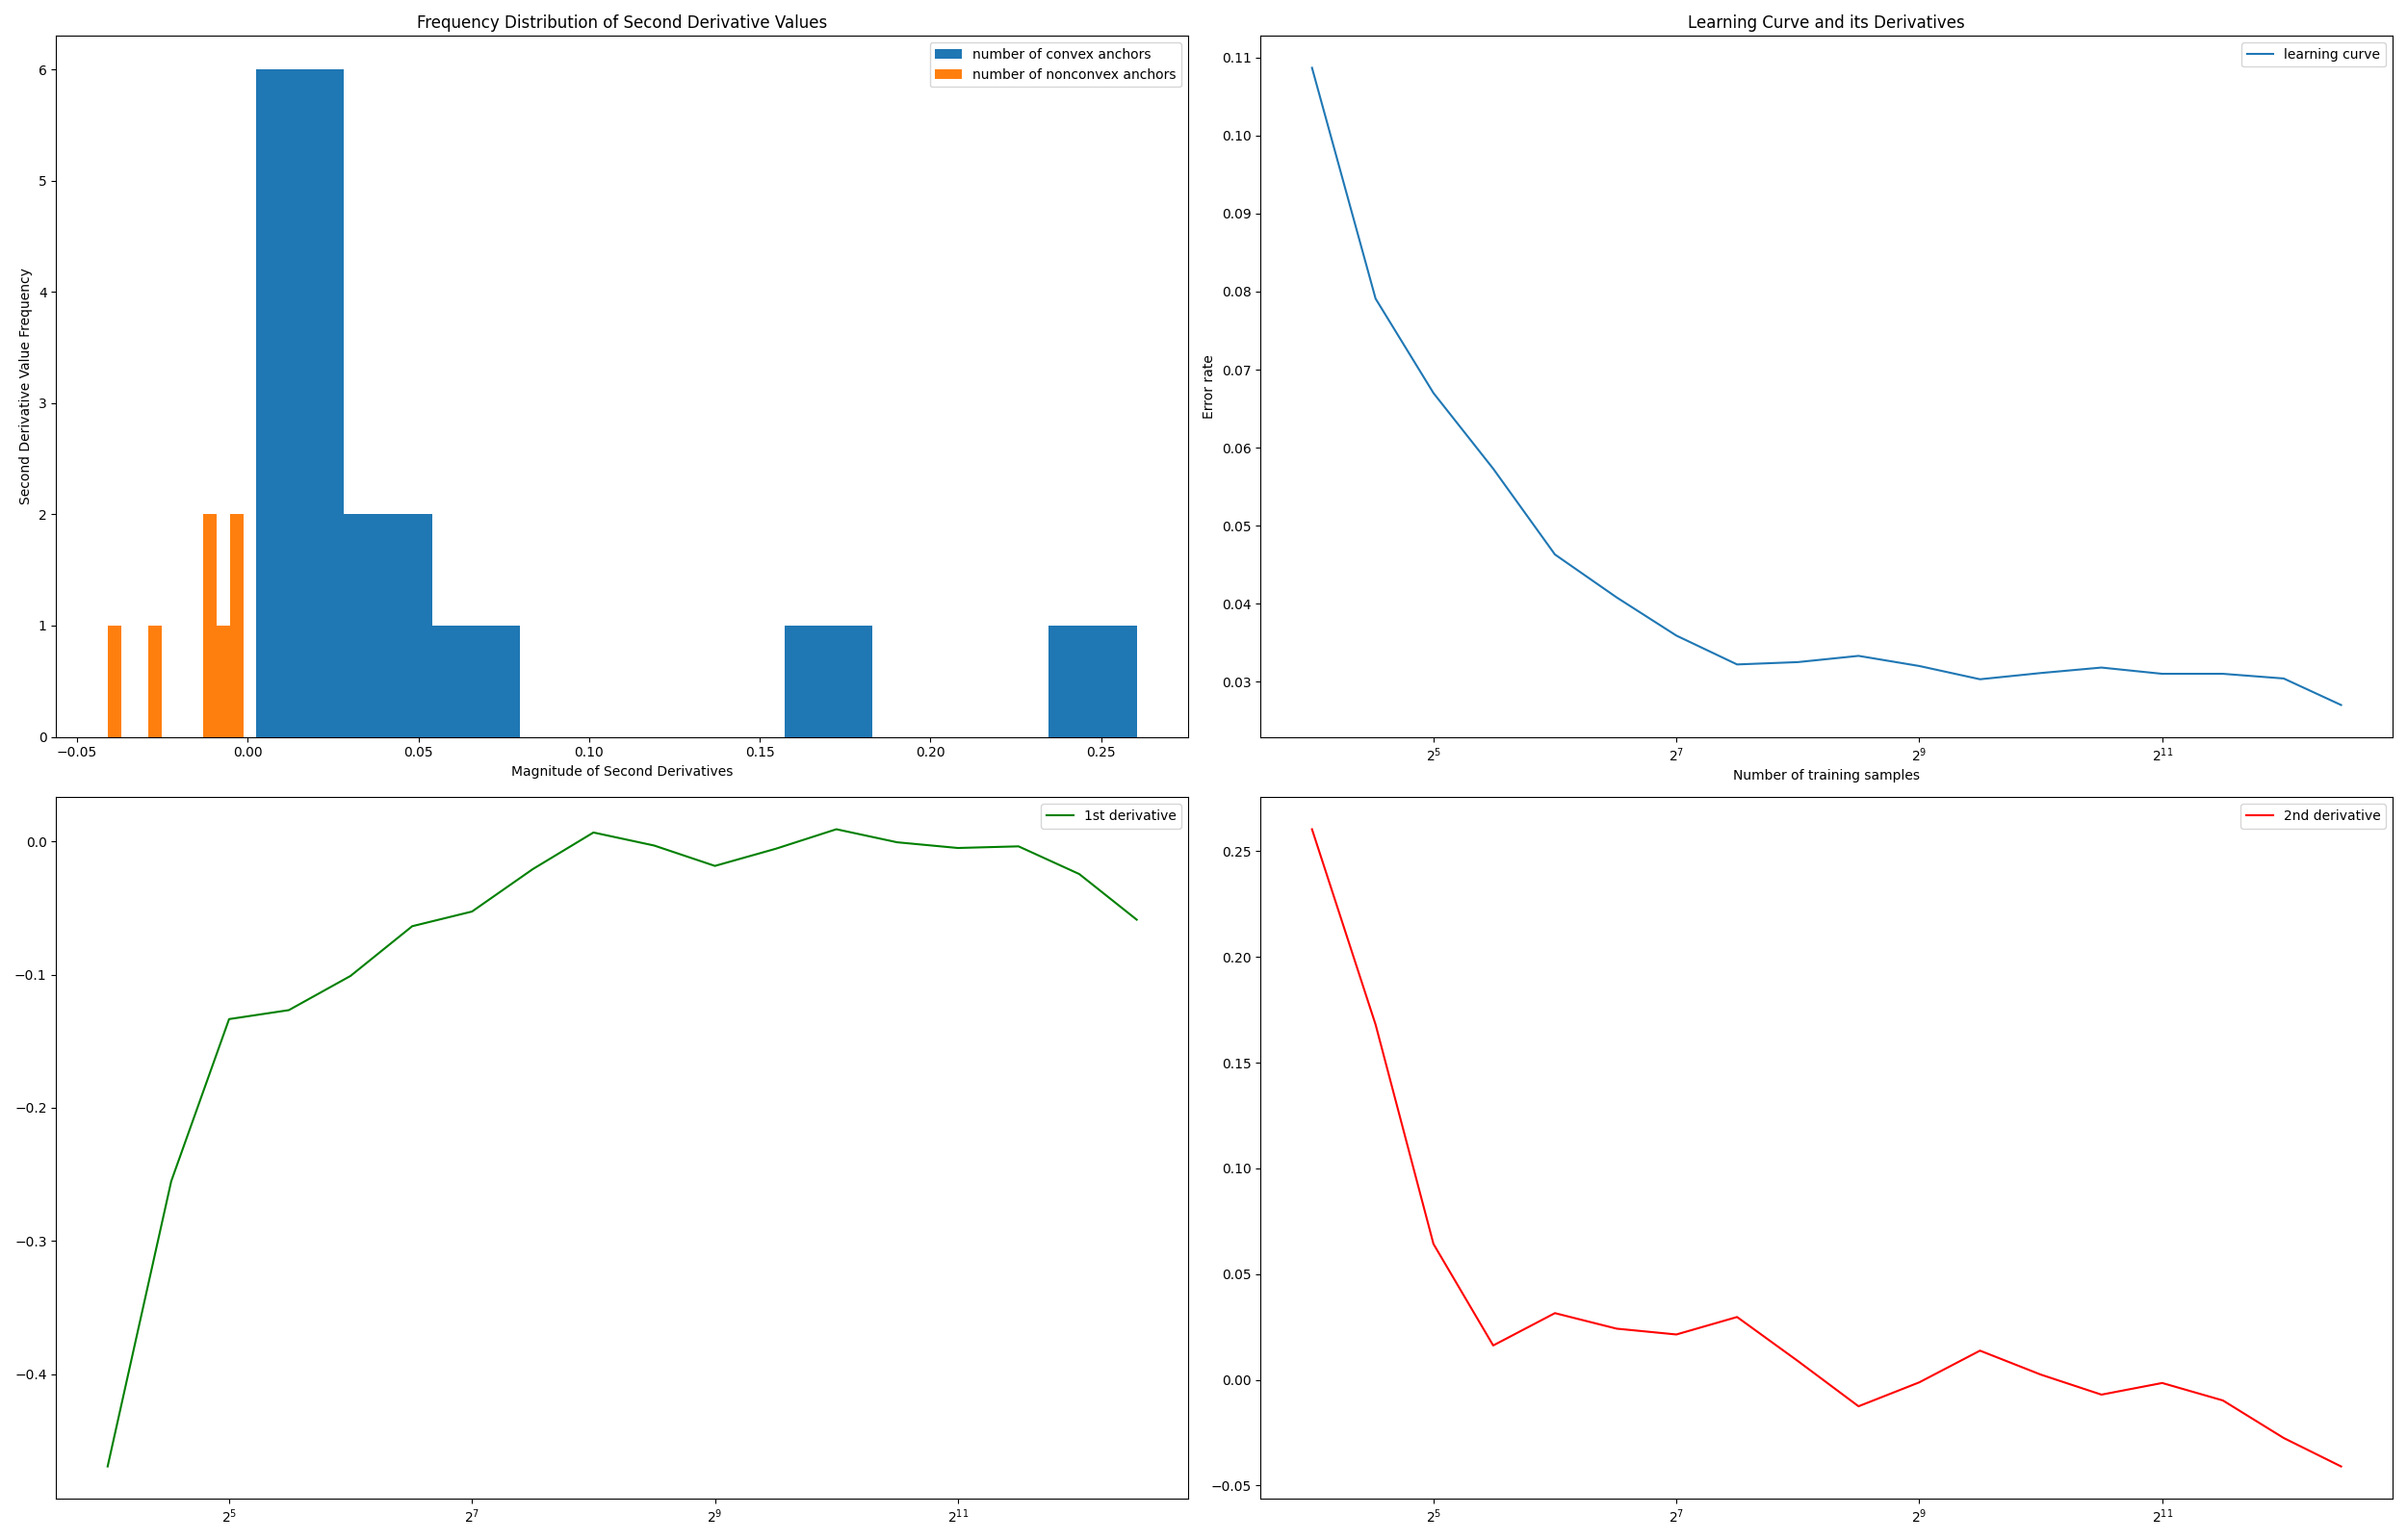 Frequency Distribution of Second Derivative Values
number of convex anchors
number of nonconvex anchors
Second Derivative Value Frequency
6
5
4
3
2
1
0
−0.05 0.00 0.05 0.10 0.15 0.20 0.25
Magnitude of Second Derivatives
Learning Curve and its Derivatives
learning curve
Error rate
0.11
0.10
0.09
0.08
0.07
0.06
0.05
0.04
0.03
2⁵ 2⁷ 2⁹ 2¹¹
Number of training samples
1st derivative
0.0
−0.1
−0.2
−0.3
−0.4
2⁵ 2⁷ 2⁹ 2¹¹
2nd derivative
0.25
0.20
0.15
0.10
0.05
0.00
−0.05
2⁵ 2⁷ 2⁹ 2¹¹